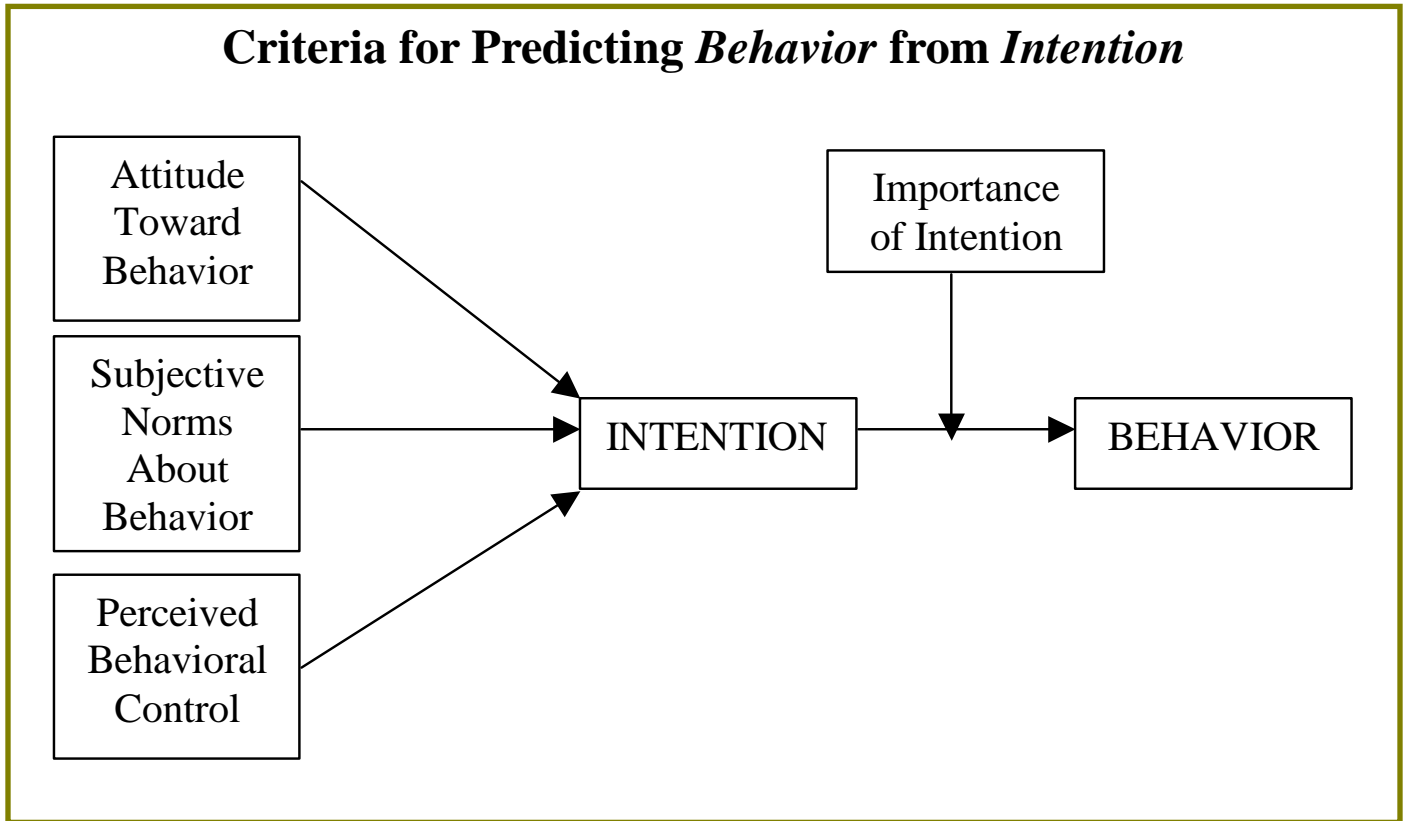 Criteria for Predicting Behavior from Intention
Attitude
Toward
Behavior
Subjective
Norms
About
Behavior
Perceived
Behavioral
Control
INTENTION
Importance
of Intention
BEHAVIOR